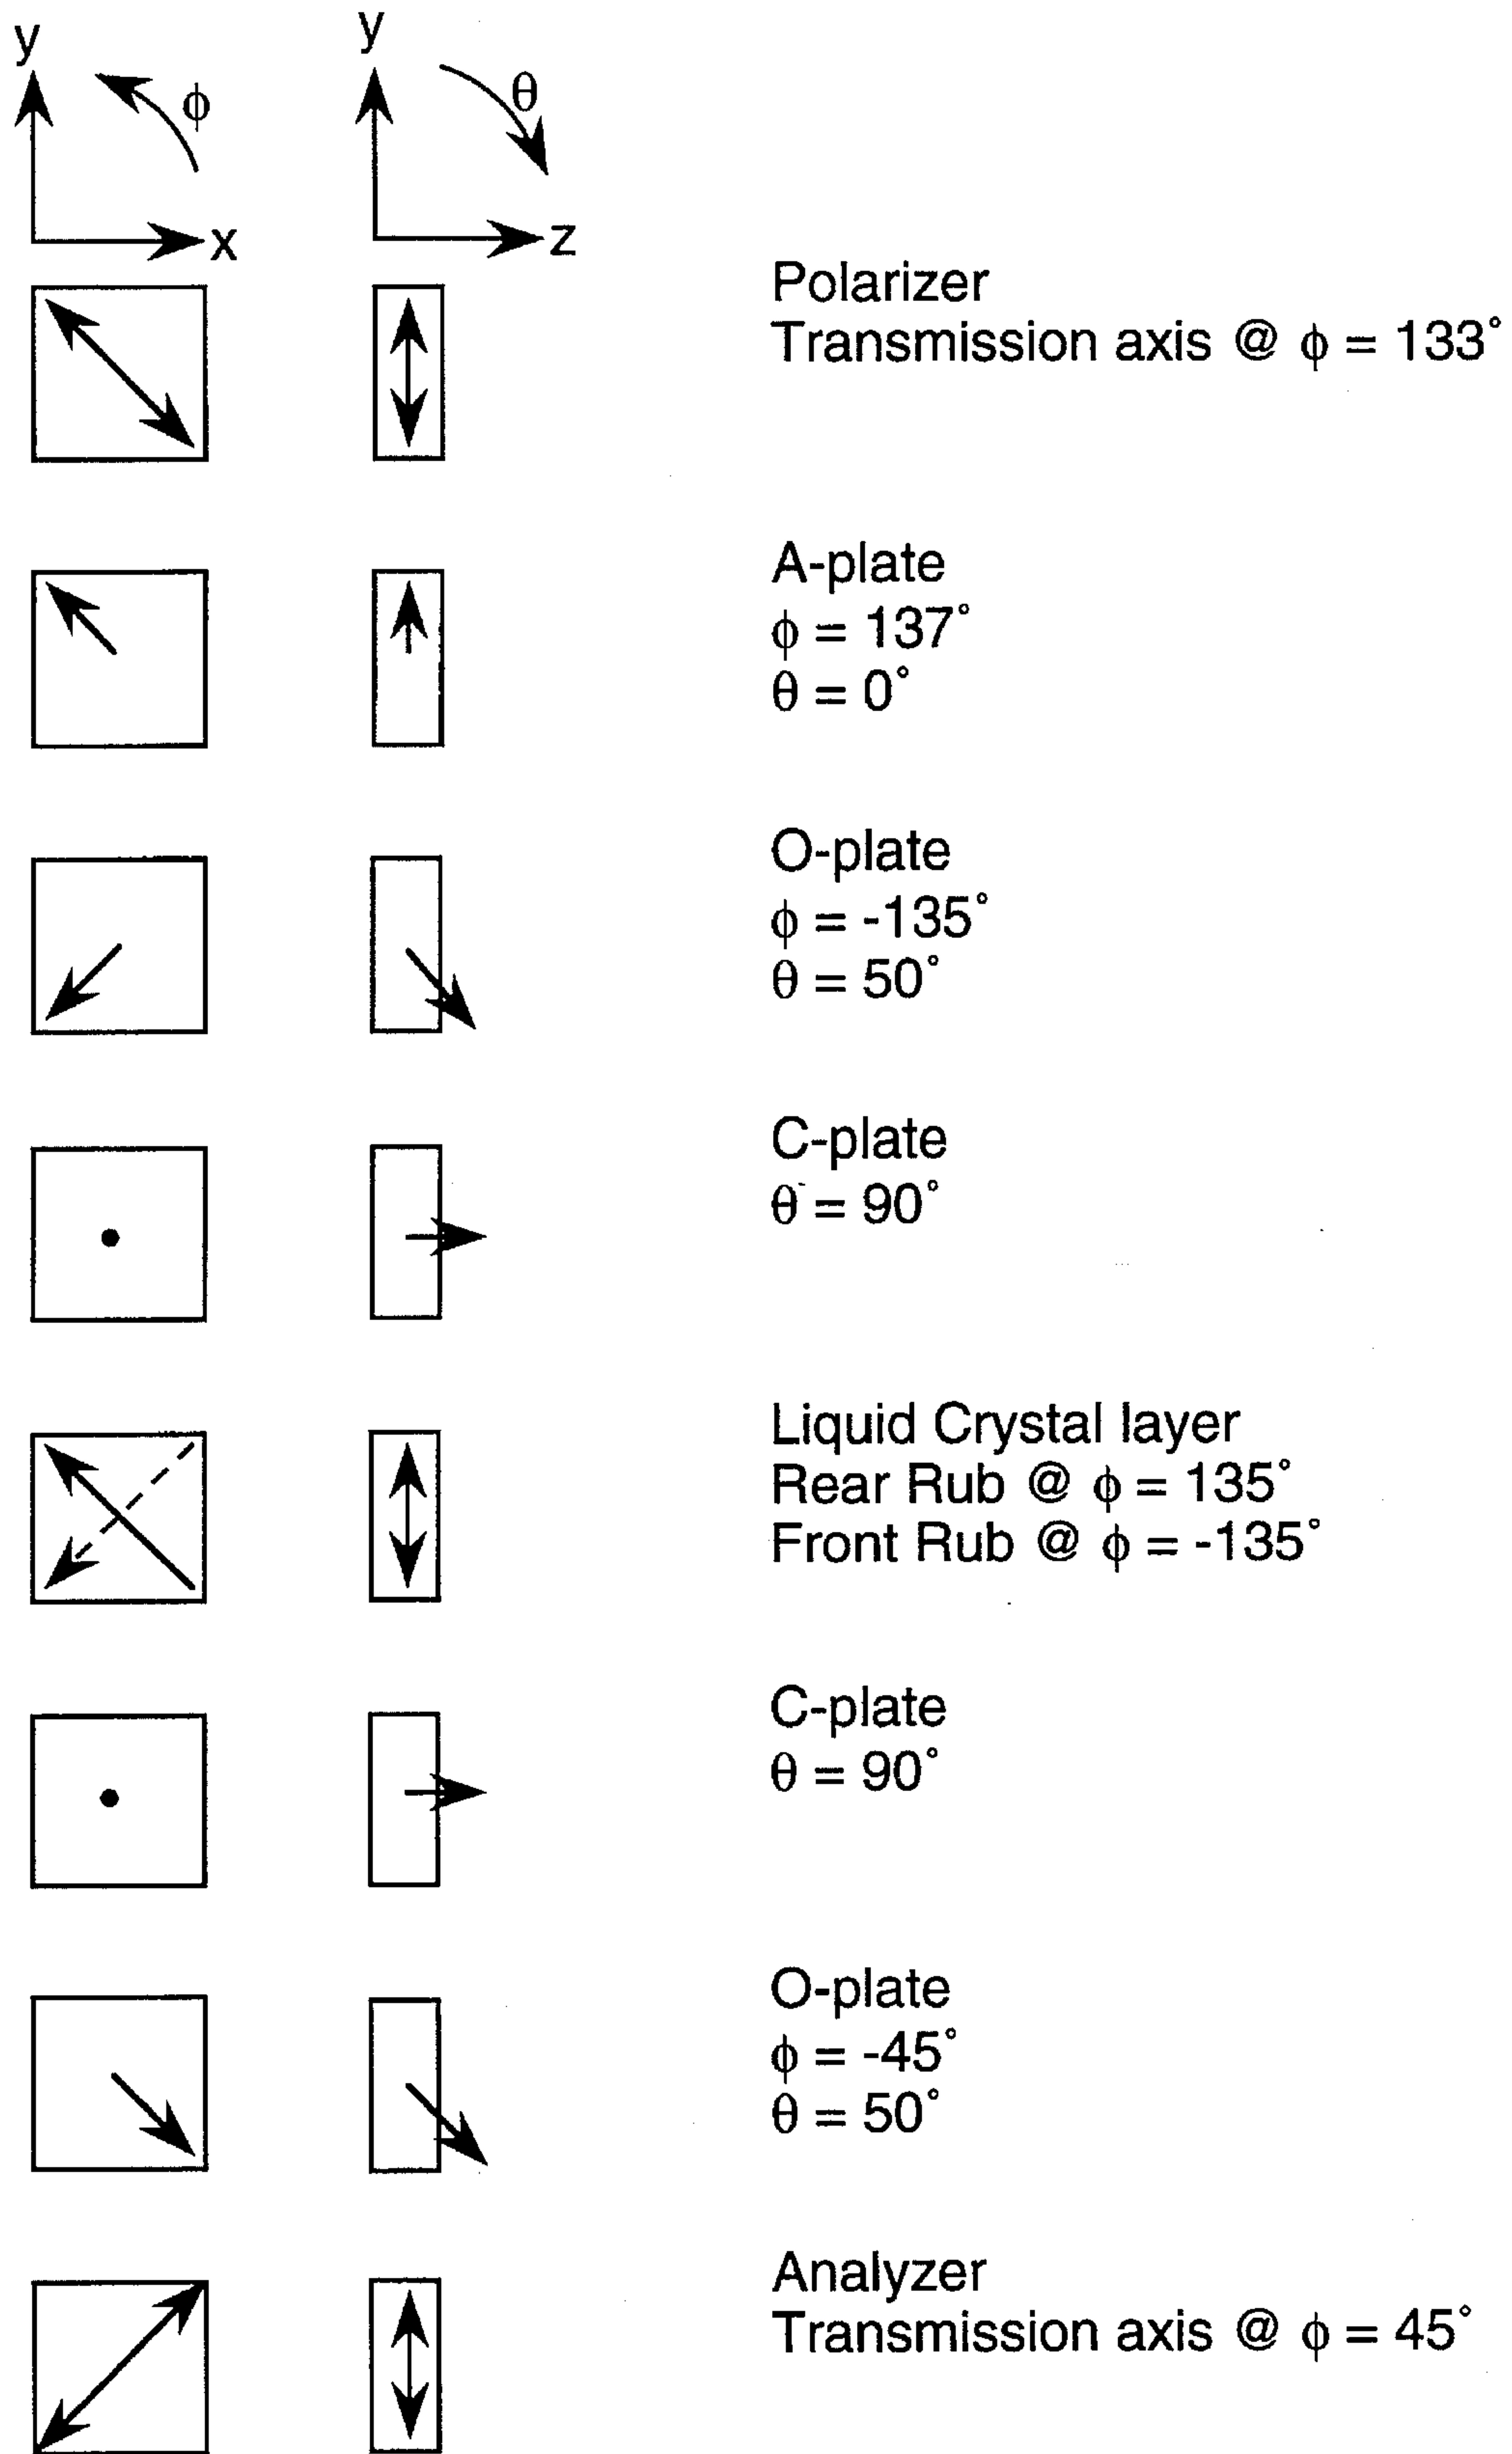 y
y
ϕ
θ
x
z
Polarizer
Transmission axis @ ϕ = 133°
A-plate
ϕ = 137°
θ = 0°
O-plate
ϕ = -135°
θ = 50°
C-plate
θ = 90°
Liquid Crystal layer
Rear Rub @ ϕ = 135°
Front Rub @ ϕ = -135°
C-plate
θ = 90°
O-plate
ϕ = -45°
θ = 50°
Analyzer
Transmission axis @ ϕ = 45°